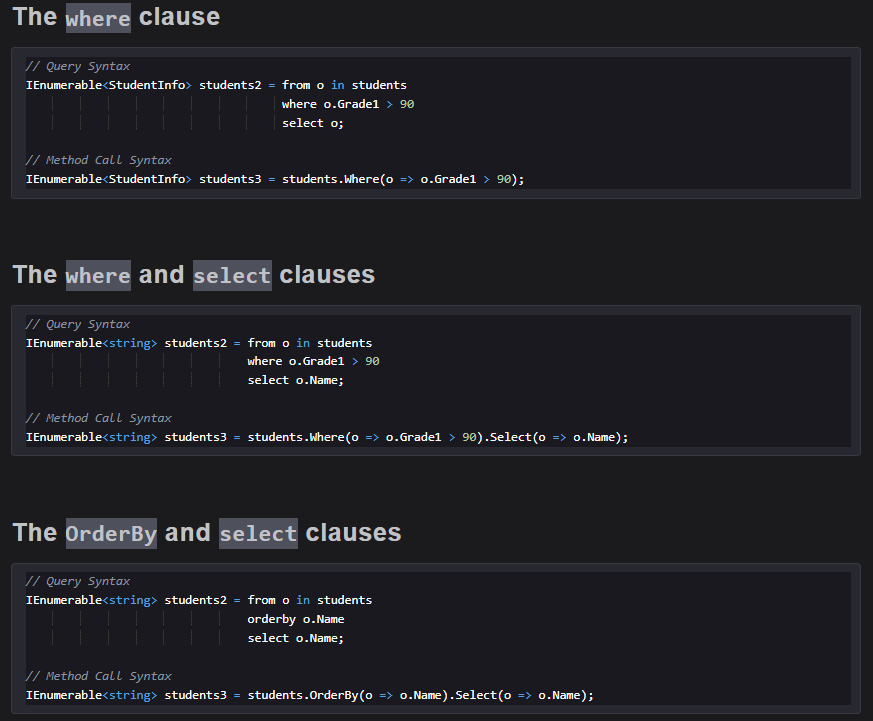 The where clause
// Query Syntax
IEnumerable<StudentInfo> students2 = from o in students
where o.Grade1 > 90
select o;
// Method Call Syntax
IEnumerable<StudentInfo> students3 = students.Where(o => o.Grade1 > 90);
The where and select clauses
// Query Syntax
IEnumerable<string> students2 = from o in students
where o.Grade1 > 90
select o.Name;
// Method Call Syntax
IEnumerable<string> students3 = students.Where(o => o.Grade1 > 90).Select(o => o.Name);
The OrderBy and select clauses
// Query Syntax
IEnumerable<string> students2 = from o in students
orderby o.Name
select o.Name;
// Method Call Syntax
IEnumerable<string> students3 = students.OrderBy(o => o.Name).Select(o => o.Name);